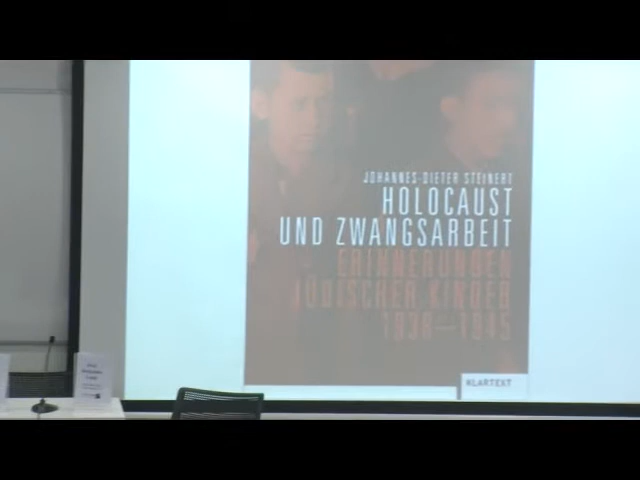 JOHANNES-DIETER STEINERT
HOLOCAUST
UND ZWANGSARBEIT
ERINNERUNGEN
JÜDISCHER KINDER
1938–1945
KLARTEXT